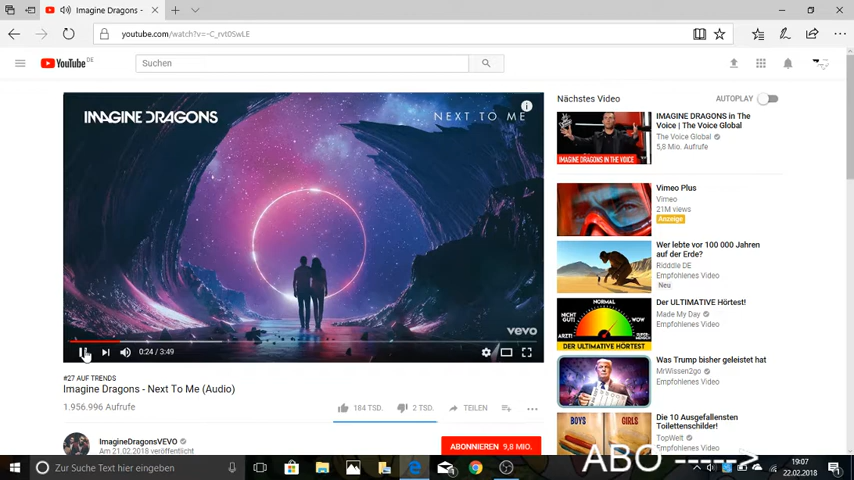 Imagine Dragons -
youtube.com/watch?v=-C_rvt0SwLE
YouTube DE
Suchen
IMAGINE DRAGONS
NEXT TO ME
vevo
0:24 / 3:49
#27 AUF TRENDS
Imagine Dragons - Next To Me (Audio)
1.956.996 Aufrufe
184 TSD.
2 TSD.
TEILEN
ImagineDragonsVEVO
Am 21.02.2018 veröffentlicht
ABONNIEREN 9,8 MIO.
Nächstes Video
AUTOPLAY
IMAGINE DRAGONS IN THE VOICE
IMAGINE DRAGONS in The
Voice | The Voice Global
The Voice Global
5,8 Mio. Aufrufe
Vimeo Plus
Vimeo
21M views
Anzeige
Wer lebte vor 100 000 Jahren
auf der Erde?
Ridddle DE
Empfohlenes Video
Neu
NORMAL
NICHT GUT!
WOW
ARZT!
SUPER-MENSCH!
DER ULTIMATIVE HÖRTEST
Der ULTIMATIVE Hörtest!
Made My Day
Empfohlenes Video
Was Trump bisher geleistet hat
MrWissen2go
Empfohlenes Video
BOYS
GIRLS
Die 10 Ausgefallensten
Toilettenschilder!
TopWelt
Empfohlenes Video
ABO ----->
Zur Suche Text hier eingeben
19:07
22.02.2018